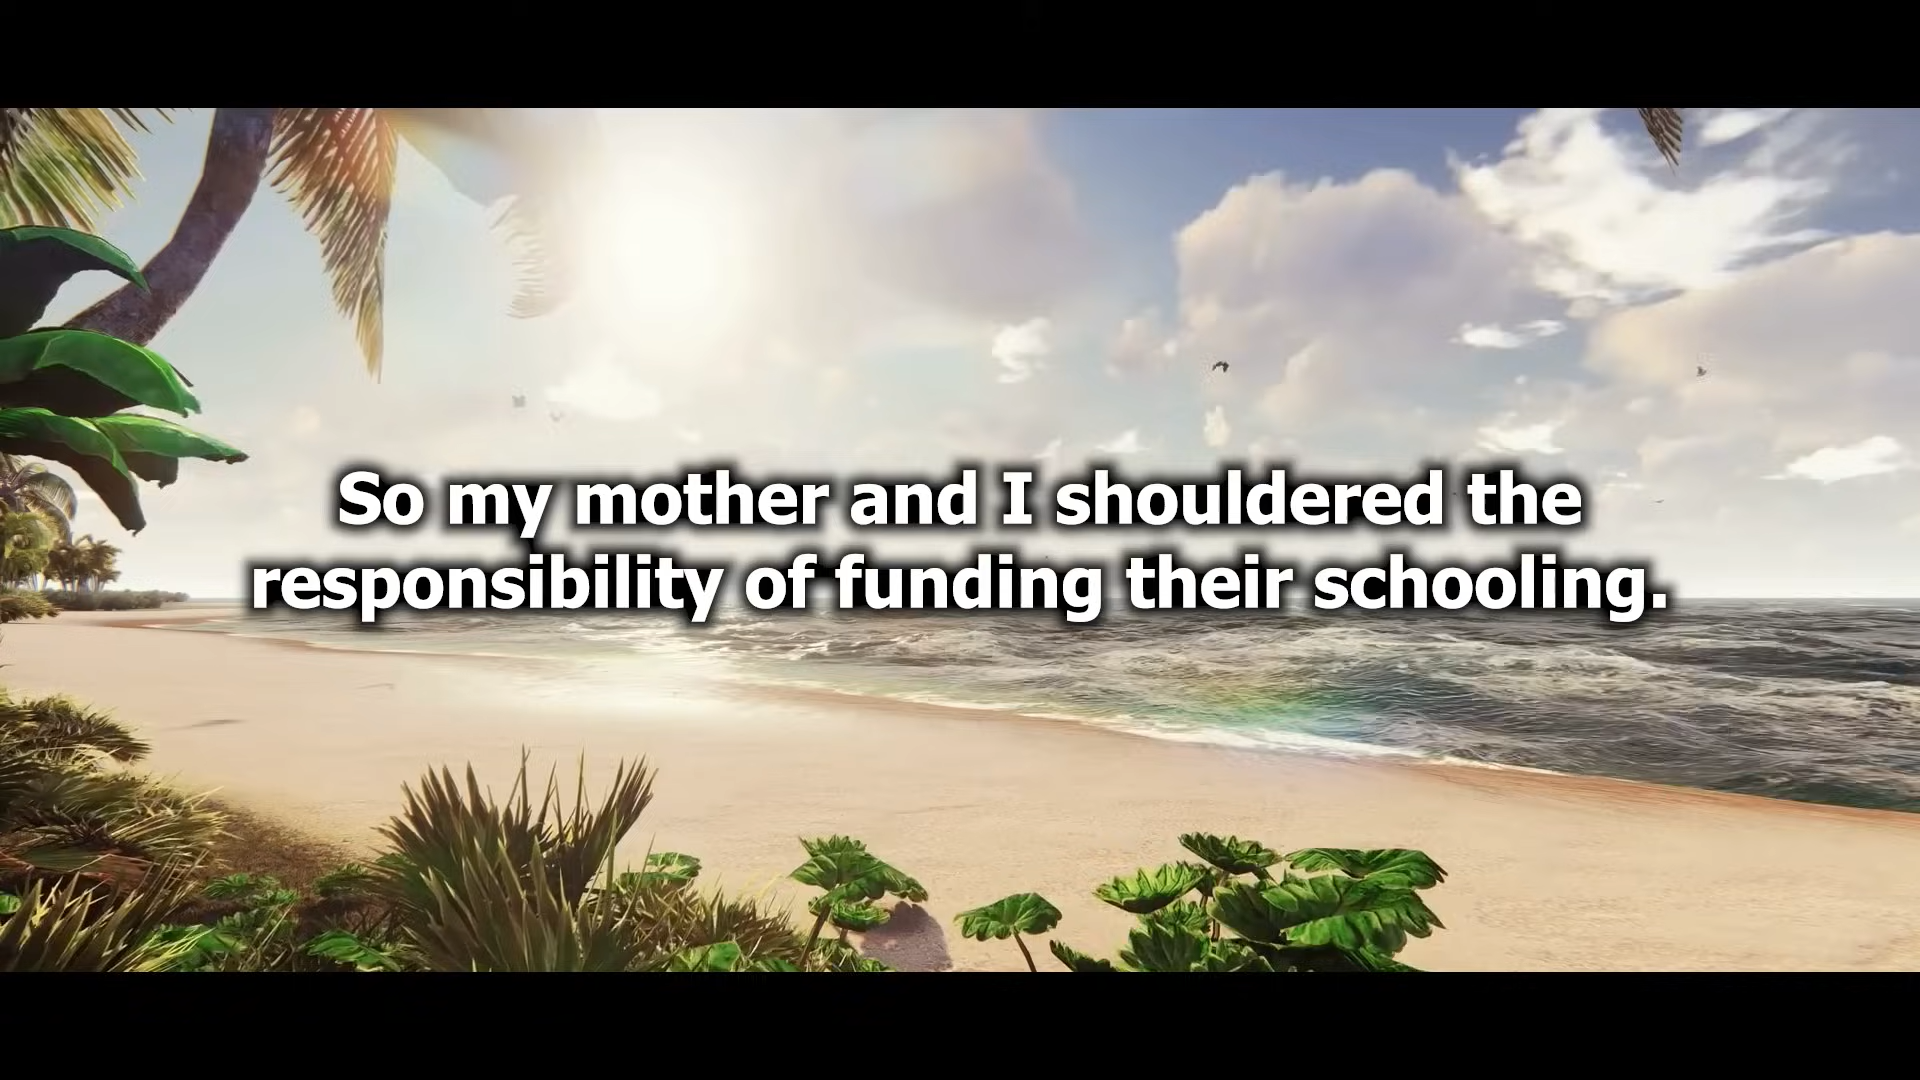 So my mother and I shouldered the
responsibility of funding their schooling.